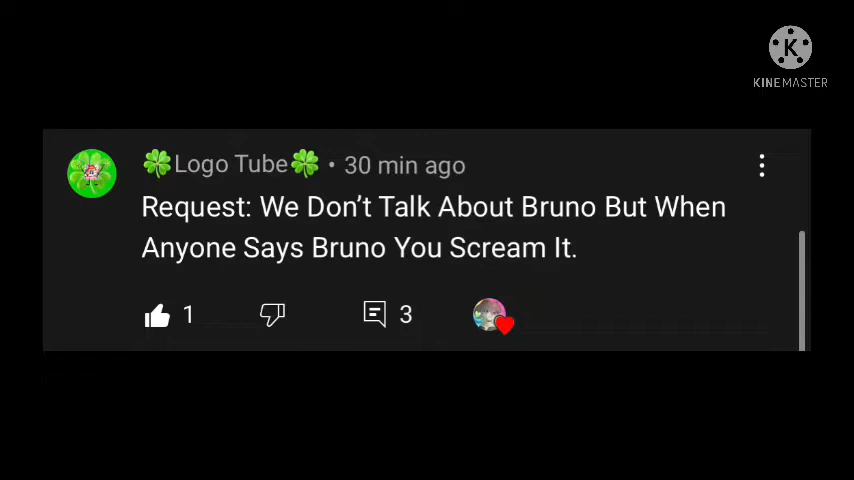 K
KINEMASTER
🍀Logo Tube🍀 • 30 min ago
Request: We Don't Talk About Bruno But When
Anyone Says Bruno You Scream It.
1 3